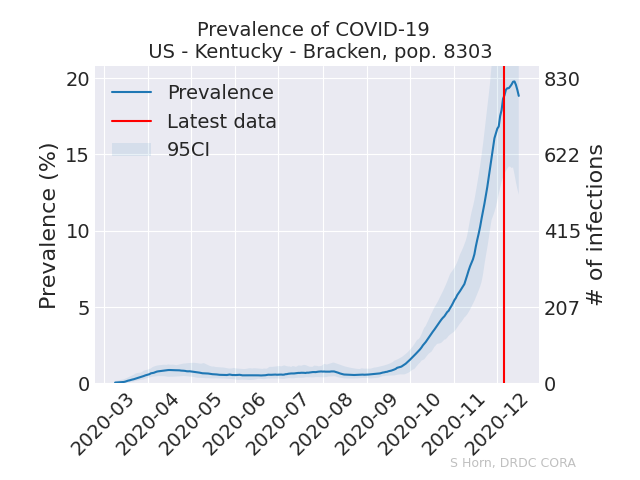 Prevalence of COVID-19
US - Kentucky - Bracken, pop. 8303
Prevalence
Latest data
95CI
Prevalence (%)
20
15
10
5
0
830
622
415
207
0
# of infections
2020-03
2020-04
2020-05
2020-06
2020-07
2020-08
2020-09
2020-10
2020-11
2020-12
S Horn, DRDC CORA